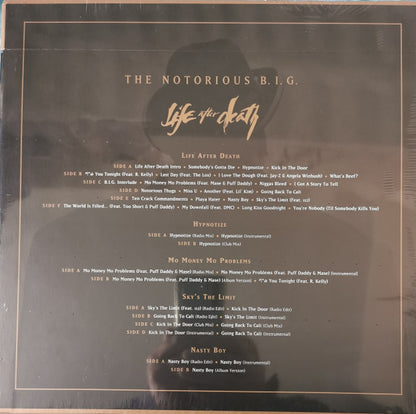 THE NOTORIOUS B.I.G.
Life after death
LIFE AFTER DEATH
SIDE A Life After Death Intro • Somebody's Gotta Die • Hypnotize • Kick In The Door
SIDE B You Tonight (Feat. R. Kelly) • Last Day (Feat. The Lox) • I Love The Dough (Feat. Jay-Z & Angela Winbush) • What's Beef?
SIDE C B.I.G. Interlude • Mo Money Mo Problems (Feat. Mase & Puff Daddy) • Niggas Bleed • I Got A Story To Tell
SIDE D Notorious Thugs • Miss U • Another (Feat. Lil' Kim) • Going Back To Cali
SIDE E Ten Crack Commandments • Playa Hater • Nasty Boy • Sky's The Limit (Feat. 112)
SIDE F The World Is Filled... (Feat. Too Short & Puff Daddy) • My Downfall (Feat. DMC) • Long Kiss Goodnight • You're Nobody (Til Somebody Kills You)
HYPNOTIZE
SIDE A Hypnotize (Radio Mix) • Hypnotize (Instrumental)
SIDE B Hypnotize (Club Mix)
MO MONEY MO PROBLEMS
SIDE A Mo Money Mo Problems (Feat. Puff Daddy & Mase) (Radio Mix) • Mo Money Mo Problems (Feat. Puff Daddy & Mase) (Instrumental)
SIDE B Mo Money Mo Problems (Feat. Puff Daddy & Mase) (Album Version) • You Tonight (Feat. R. Kelly)
SKY'S THE LIMIT
SIDE A Sky's The Limit (Feat. 112) (Radio Edit) • Kick In The Door (Radio Edit)
SIDE B Going Back To Cali (Radio Edit) • Sky's The Limit (Instrumental)
SIDE C Kick In The Door (Club Mix) • Going Back To Cali (Club Mix)
SIDE D Kick In The Door (Instrumental) • Going Back To Cali (Instrumental)
NASTY BOY
SIDE A Nasty Boy (Radio Edit) • Nasty Boy (Instrumental)
SIDE B Nasty Boy (Album Version)